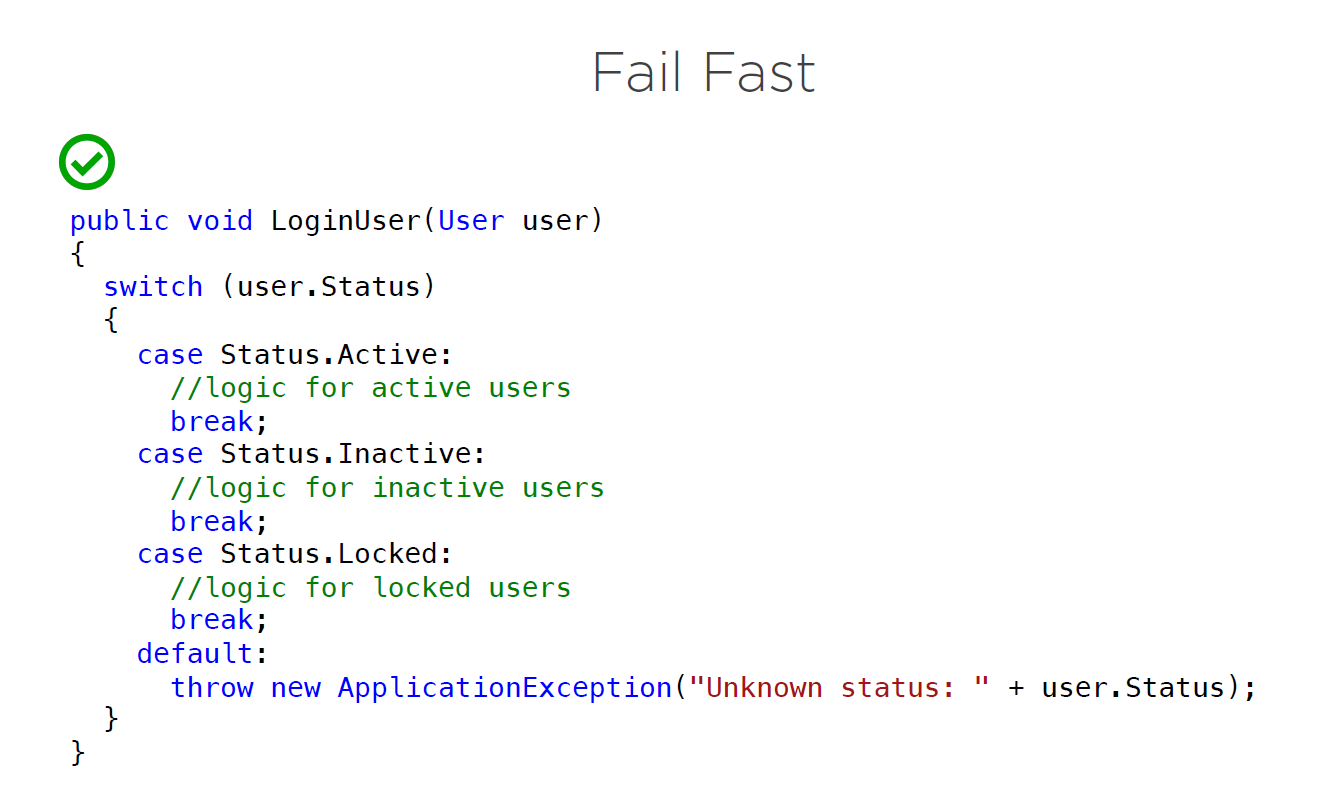 Fail Fast
public void LoginUser(User user)
{
  switch (user.Status)
  {
    case Status.Active:
      //logic for active users
      break;
    case Status.Inactive:
      //logic for inactive users
      break;
    case Status.Locked:
      //logic for locked users
      break;
    default:
      throw new ApplicationException("Unknown status: " + user.Status);
  }
}